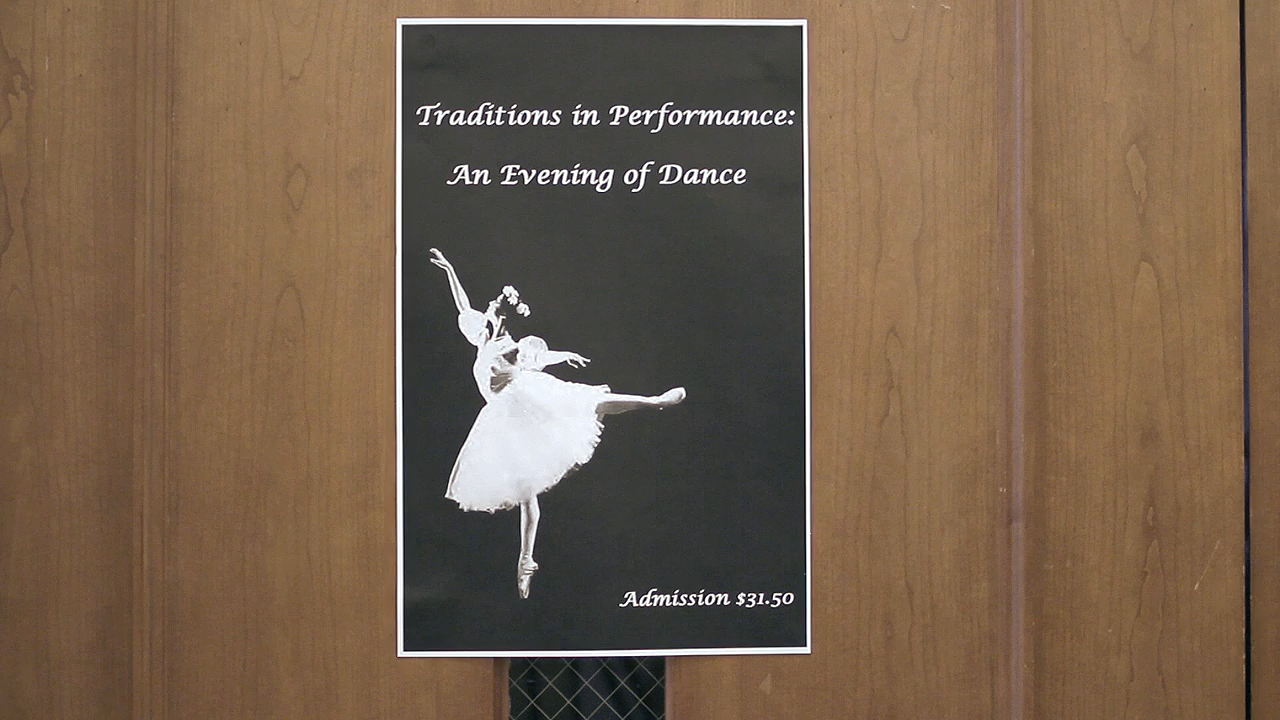 Traditions in Performance:
An Evening of Dance
Admission $31.50